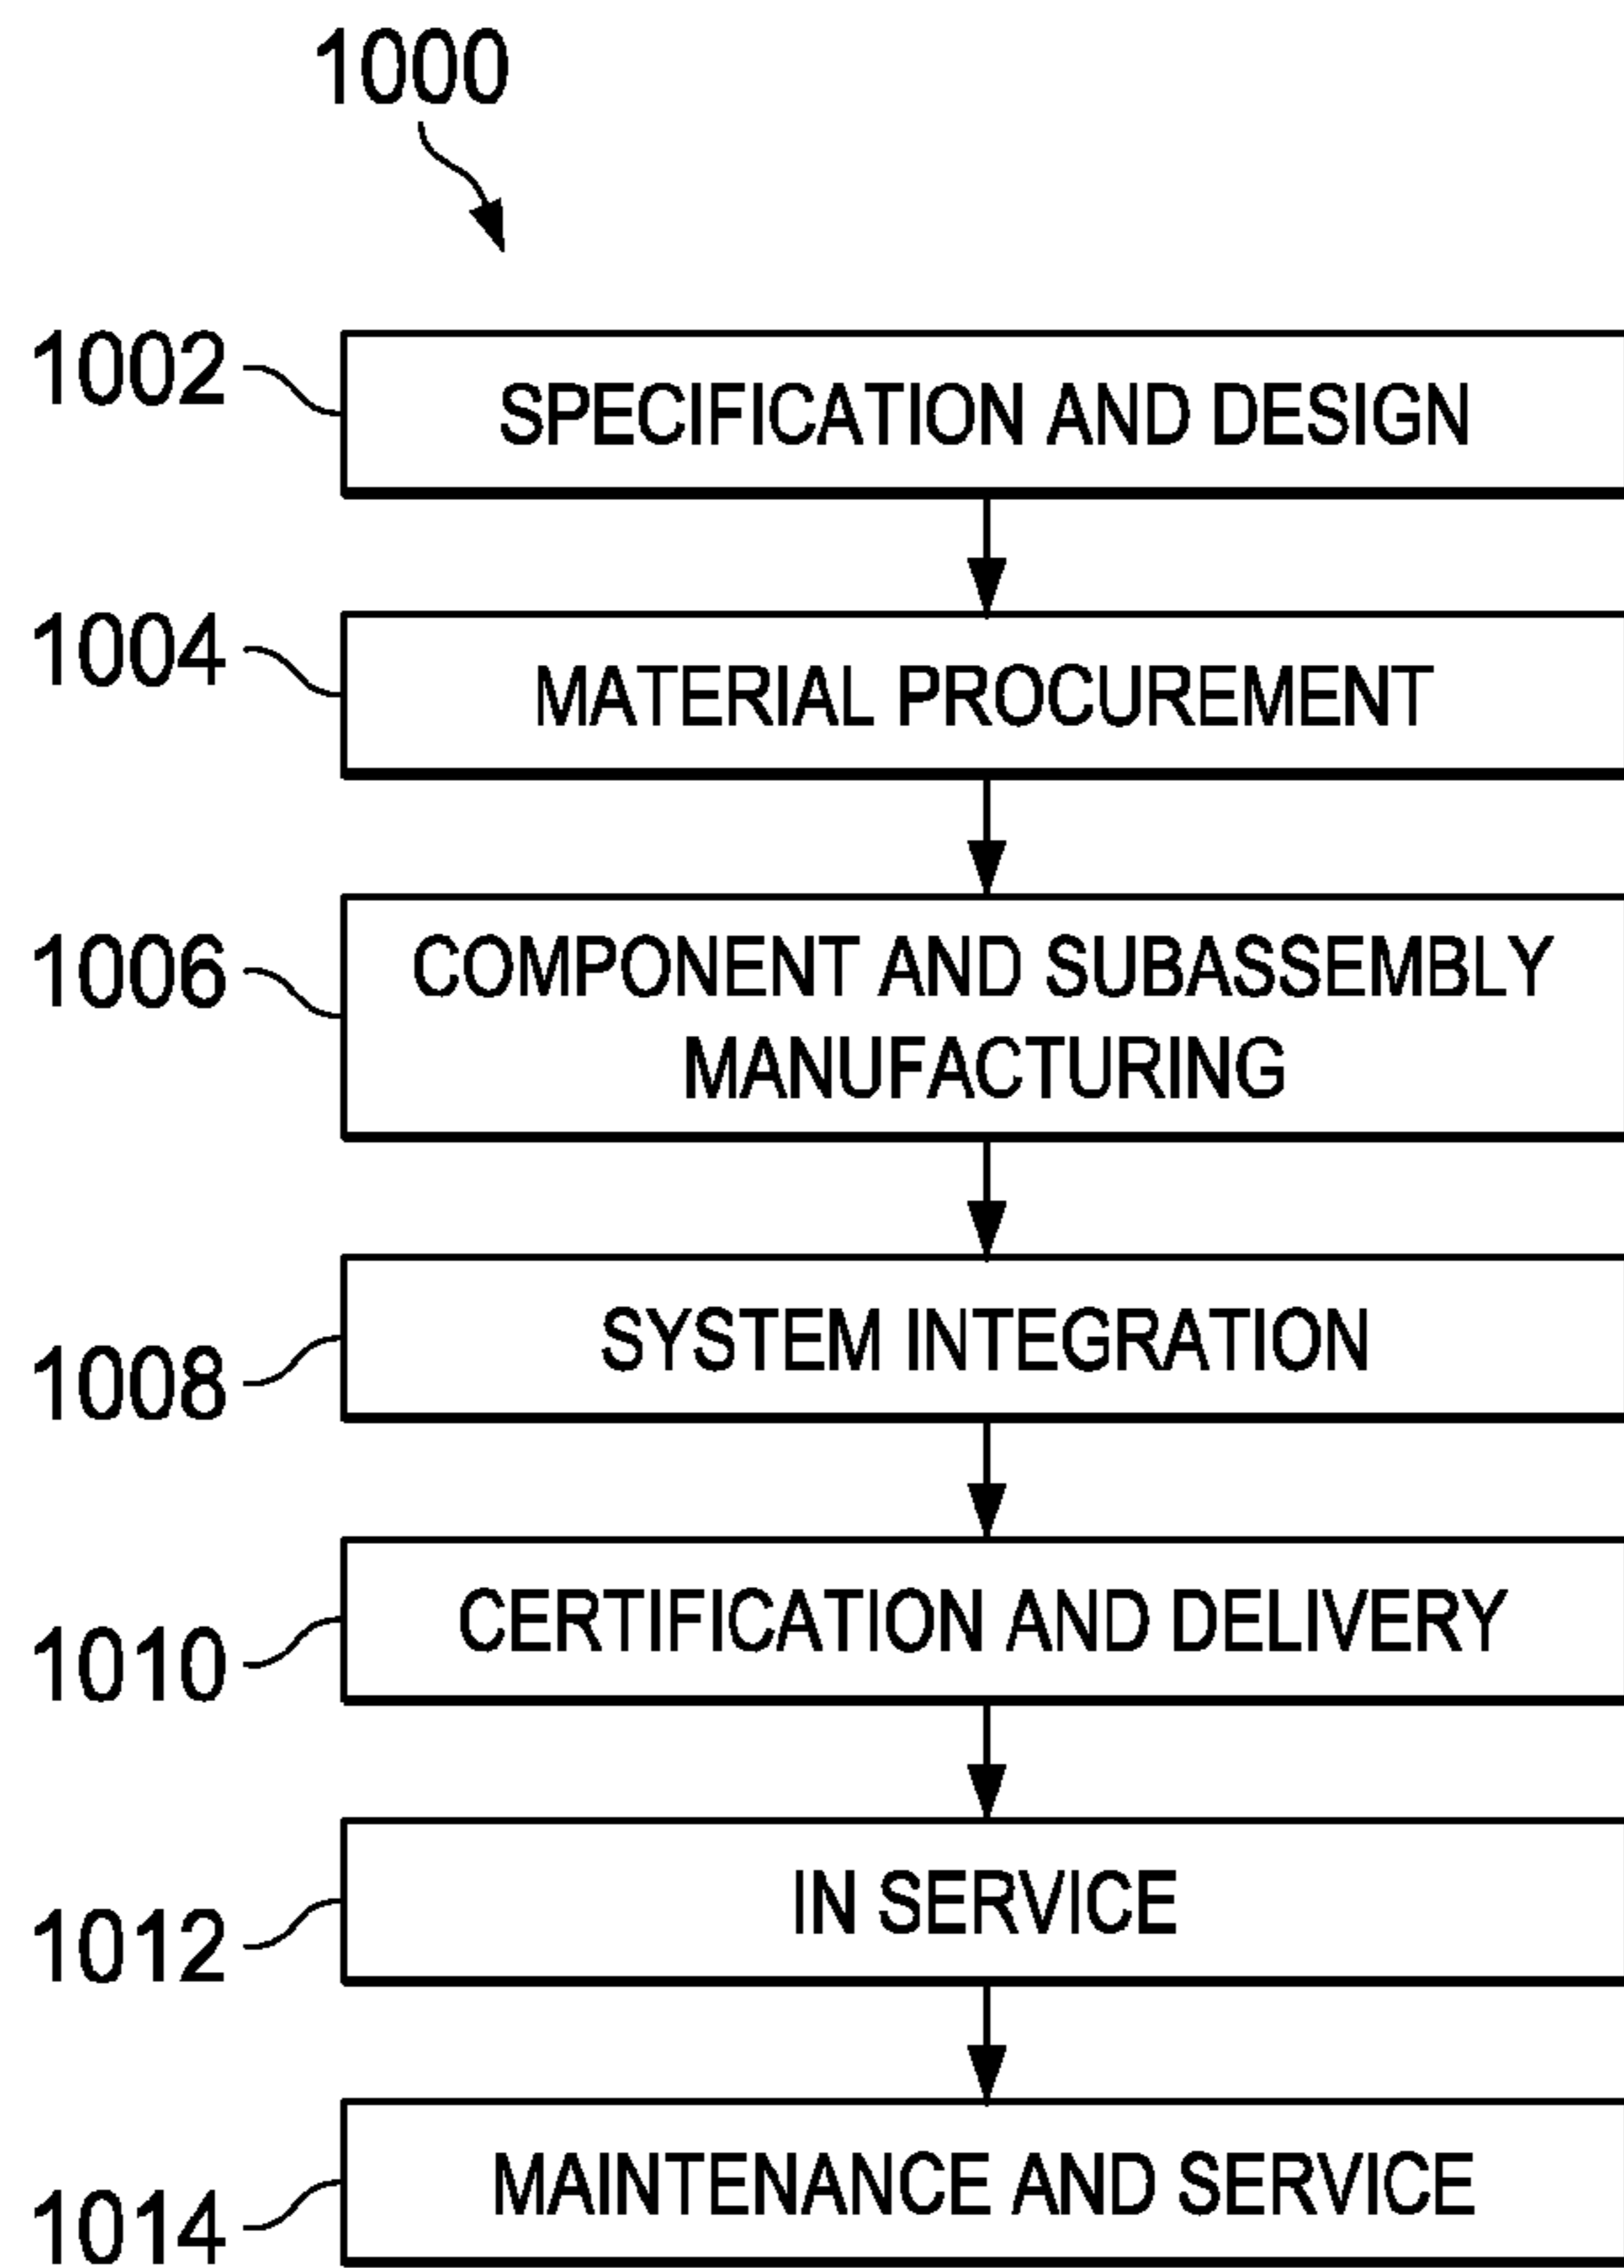 1000
1002
SPECIFICATION AND DESIGN
1004
MATERIAL PROCUREMENT
1006
COMPONENT AND SUBASSEMBLY
MANUFACTURING
1008
SYSTEM INTEGRATION
1010
CERTIFICATION AND DELIVERY
1012
IN SERVICE
1014
MAINTENANCE AND SERVICE